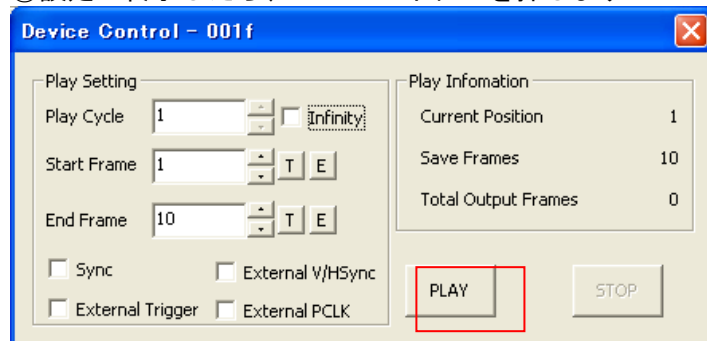 Device Control - 001f
Play Setting
Play Cycle 1 Infinity
Start Frame 1 T E
End Frame 10 T E
Sync External V/HSync
External Trigger External PCLK
Play Infomation
Current Position 1
Save Frames 10
Total Output Frames 0
PLAY STOP